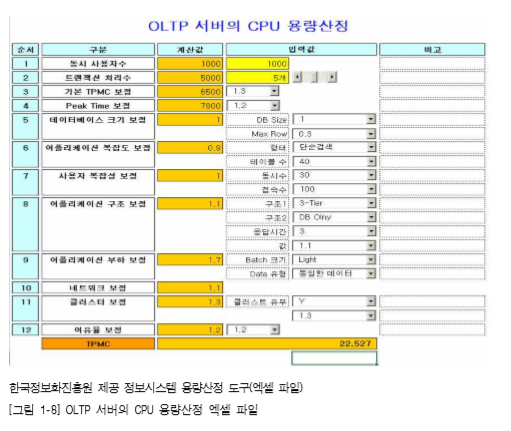 OLTP 서버의 CPU 용량산정
순서 구분 계산값 입력값 비고
1 동시 사용자수 1000 1000
2 트랜잭션 처리수 5000 5개
3 기본 TPMC 보정 6500 1.3
4 Peak Time 보정 7800 1.2
5 데이터베이스 크기 보정 1 DB Size 1
Max Row 0.3
6 어플리케이션 복잡도 보정 0.9 형태 단순검색
테이블 수 40
7 사용자 복잡성 보정 1 동시수 30
접속수 100
8 어플리케이션 구조 보정 1.1 구조1 3-Tier
구조2 DB Olny
응답시간 3
값 1.1
9 어플리케이션 부하 보정 1.7 Batch 크기 Light
Data 유형 동일한 데이터
10 네트워크 보정 1.1
11 클러스터 보정 1.3 클러스트 유무 Y
1.3
12 여유율 보정 1.2 1.2
TPMC 22,527
한국정보화진흥원 제공 정보시스템 용량산정 도구(엑셀 파일)
[그림 1-8] OLTP 서버의 CPU 용량산정 엑셀 파일